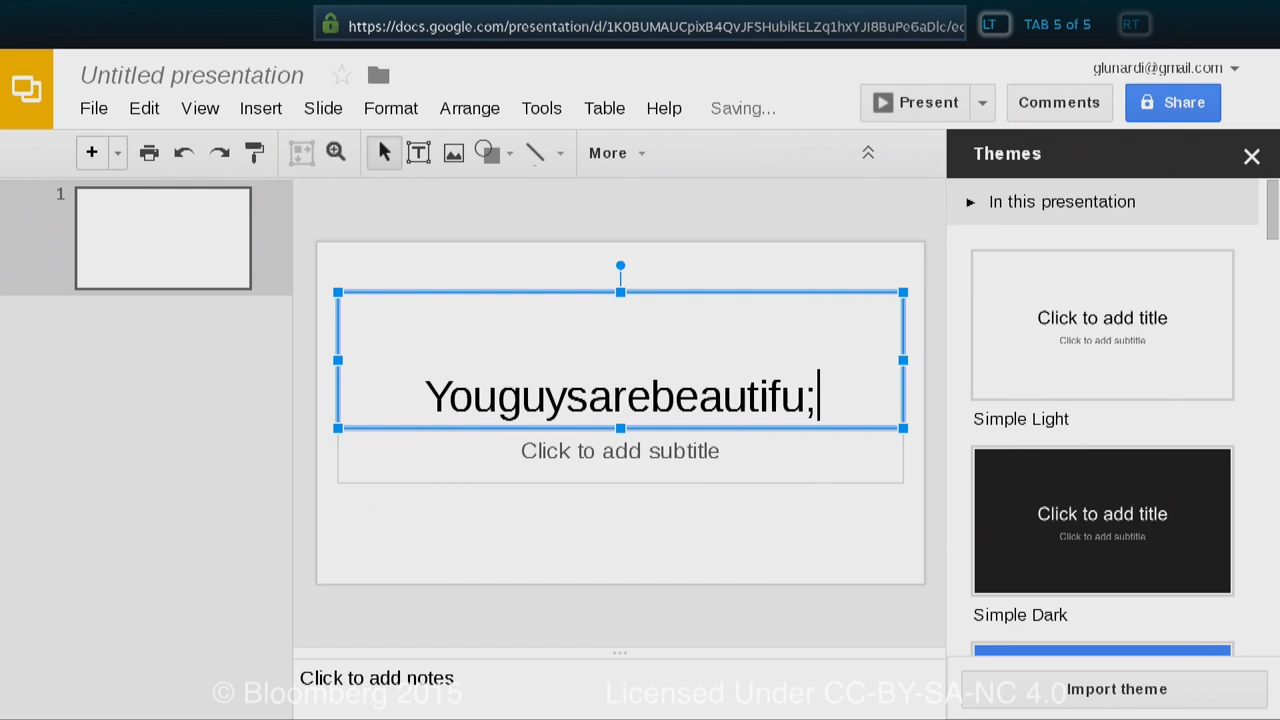 https://docs.google.com/presentation/d/1K0BUMAUCpixB4QvJFSHubikELZq1hxYJI8BuPe6aDlc/ec
LT TAB 5 of 5 RT
Untitled presentation
glunardi@gmail.com
File Edit View Insert Slide Format Arrange Tools Table Help Saving...
Present Comments Share
More
Themes
1
In this presentation
Click to add title
Click to add subtitle
Simple Light
Youguysarebeautifu;
Click to add subtitle
Click to add title
Click to add subtitle
Simple Dark
Click to add notes
Import theme
© Bloomberg 2015 Licensed Under CC-BY-SA-NC 4.0